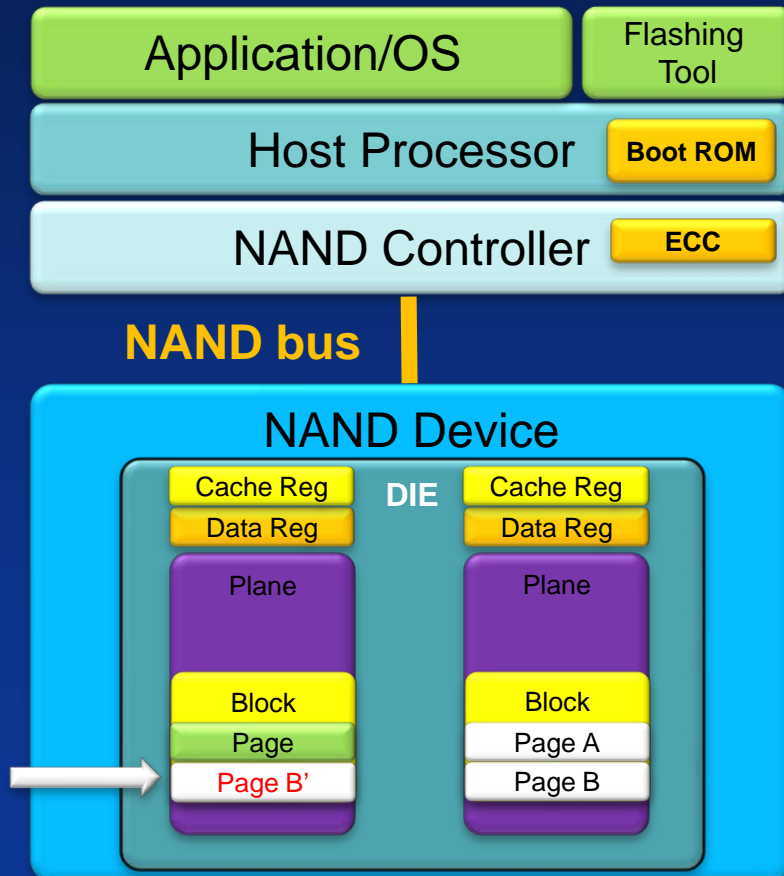 Application/OS
Flashing
Tool
Host Processor
Boot ROM
NAND Controller
ECC
NAND bus
NAND Device
DIE
Cache Reg
Data Reg
Plane
Block
Page
Page B’
Cache Reg
Data Reg
Plane
Block
Page A
Page B